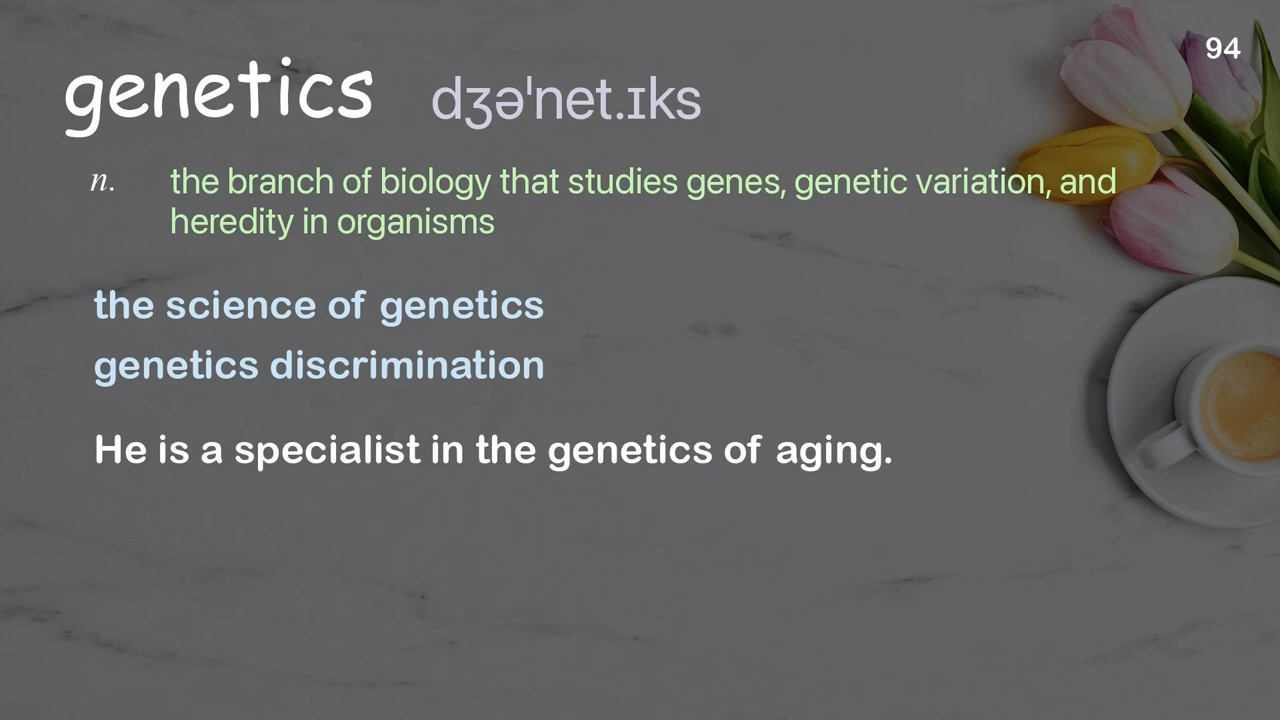 94
genetics dʒəˈnet.ɪks
n. the branch of biology that studies genes, genetic variation, and
heredity in organisms
the science of genetics
genetics discrimination
He is a specialist in the genetics of aging.